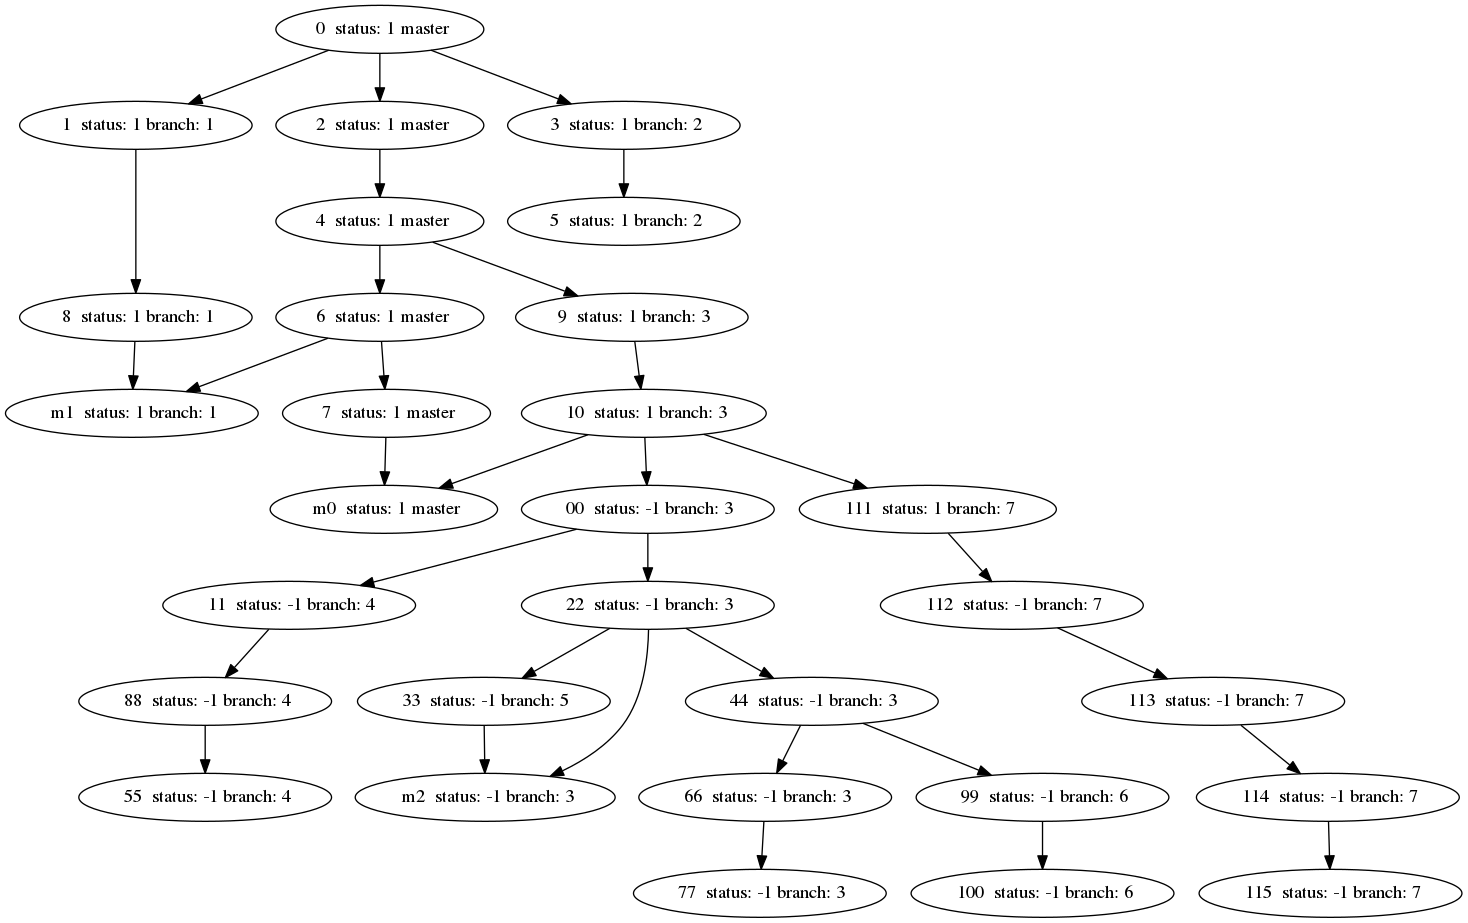 0 status: 1 master
1 status: 1 branch: 1
2 status: 1 master
3 status: 1 branch: 2
4 status: 1 master
5 status: 1 branch: 2
8 status: 1 branch: 1
6 status: 1 master
9 status: 1 branch: 3
m1 status: 1 branch: 1
7 status: 1 master
10 status: 1 branch: 3
m0 status: 1 master
00 status: -1 branch: 3
111 status: 1 branch: 7
11 status: -1 branch: 4
22 status: -1 branch: 3
112 status: -1 branch: 7
88 status: -1 branch: 4
33 status: -1 branch: 5
44 status: -1 branch: 3
113 status: -1 branch: 7
55 status: -1 branch: 4
m2 status: -1 branch: 3
66 status: -1 branch: 3
99 status: -1 branch: 6
114 status: -1 branch: 7
77 status: -1 branch: 3
100 status: -1 branch: 6
115 status: -1 branch: 7